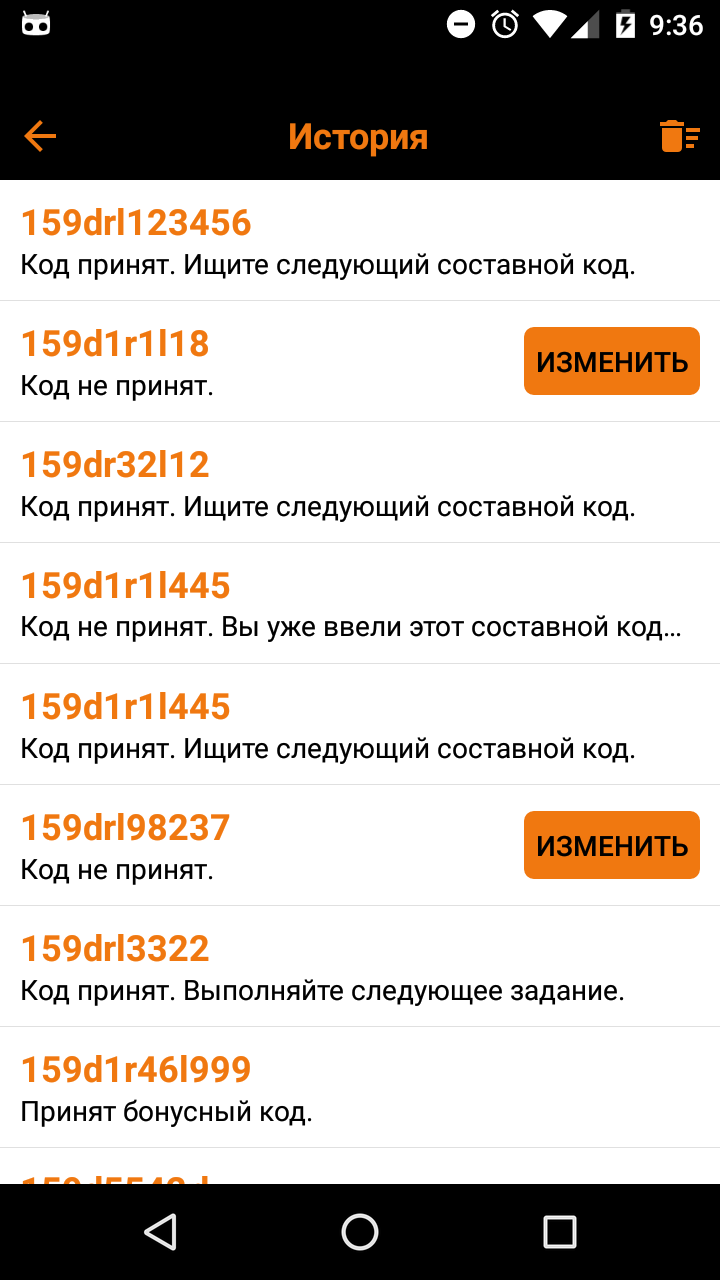 9:36
История
159drl123456
Код принят. Ищите следующий составной код.
159d1r1l18
Код не принят.
ИЗМЕНИТЬ
159dr32l12
Код принят. Ищите следующий составной код.
159d1r1l445
Код не принят. Вы уже ввели этот составной код...
159d1r1l445
Код принят. Ищите следующий составной код.
159drl98237
Код не принят.
ИЗМЕНИТЬ
159drl3322
Код принят. Выполняйте следующее задание.
159d1r46l999
Принят бонусный код.